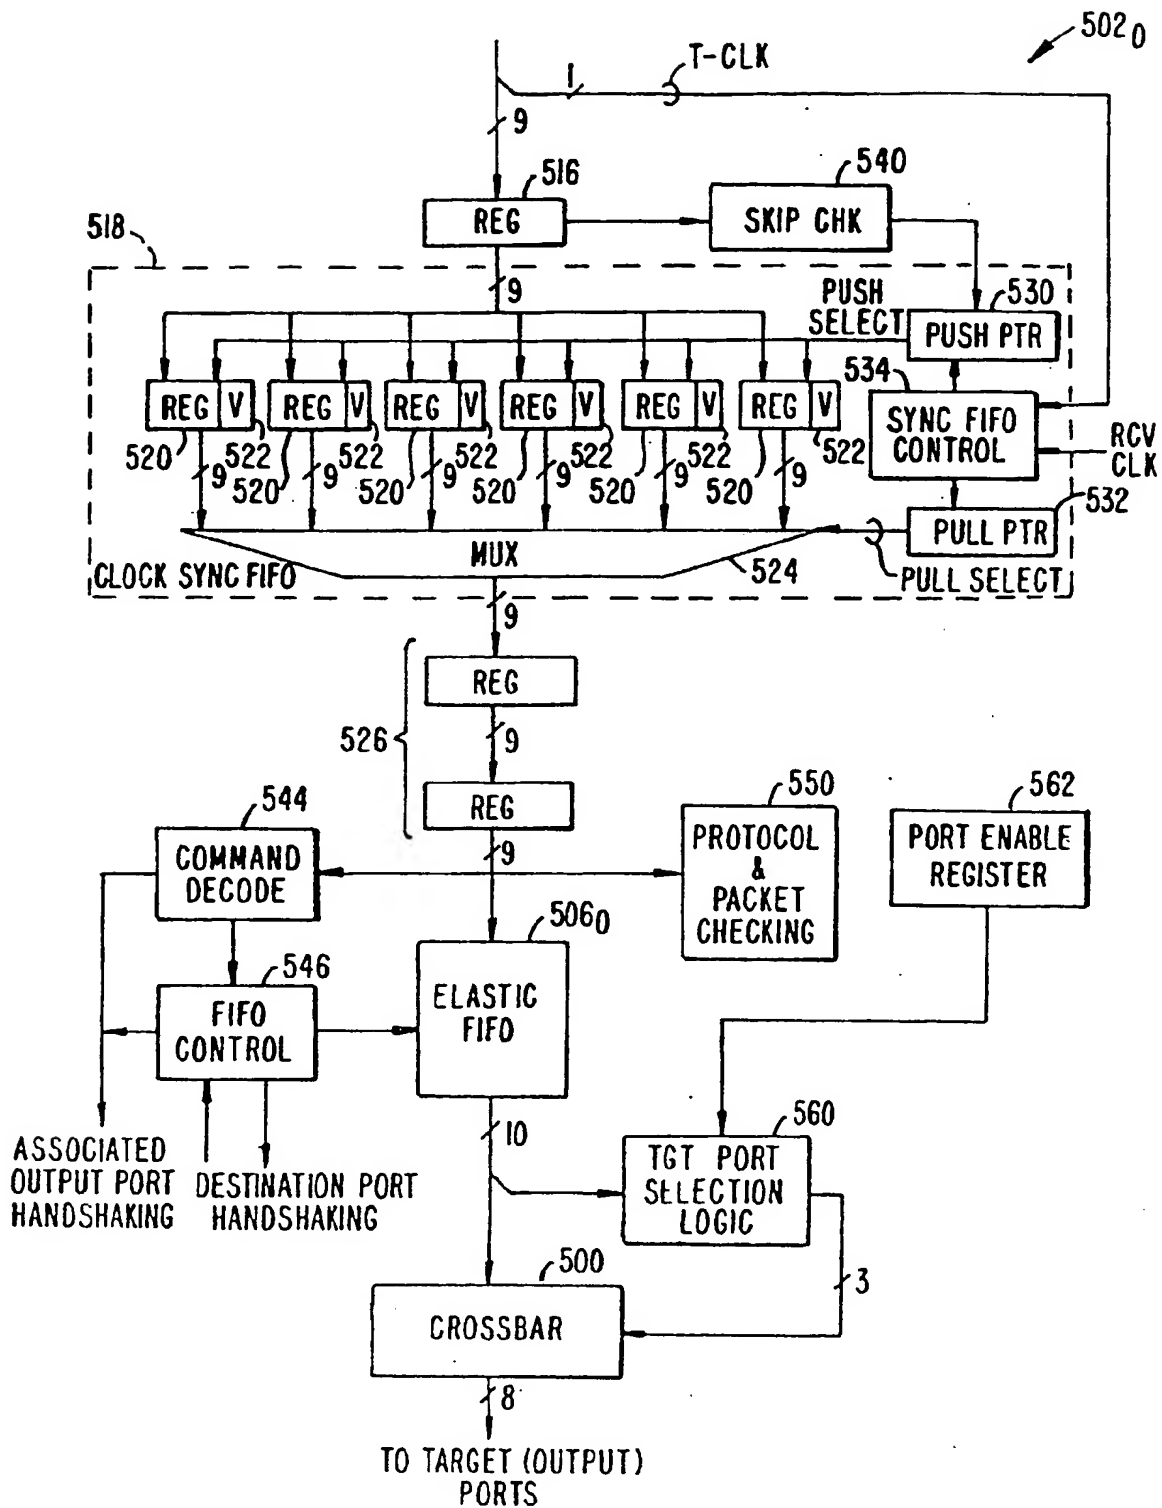 502₀
T-CLK
1
9
516
540
REG
SKIP CHK
518
9
PUSH
SELECT
530
PUSH PTR
534
REG V
REG V
REG V
REG V
REG V
REG V
SYNC FIFO
CONTROL
RCV
CLK
520
522
520
522
520
522
520
522
520
522
520
522
9
9
9
9
9
9
532
PULL PTR
MUX
524
PULL SELECT
CLOCK SYNC FIFO
9
REG
526
9
REG
9
544
COMMAND
DECODE
550
PROTOCOL
&
PACKET
CHECKING
562
PORT ENABLE
REGISTER
506₀
ELASTIC
FIFO
546
FIFO
CONTROL
10
560
TGT PORT
SELECTION
LOGIC
ASSOCIATED
OUTPUT PORT
HANDSHAKING
DESTINATION PORT
HANDSHAKING
500
CROSSBAR
3
8
TO TARGET (OUTPUT)
PORTS